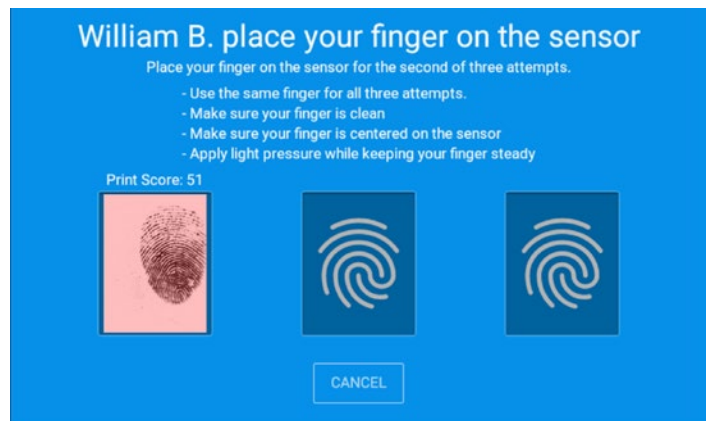 William B. place your finger on the sensor
Place your finger on the sensor for the second of three attempts.
- Use the same finger for all three attempts.
- Make sure your finger is clean
- Make sure your finger is centered on the sensor
- Apply light pressure while keeping your finger steady
Print Score: 51
CANCEL